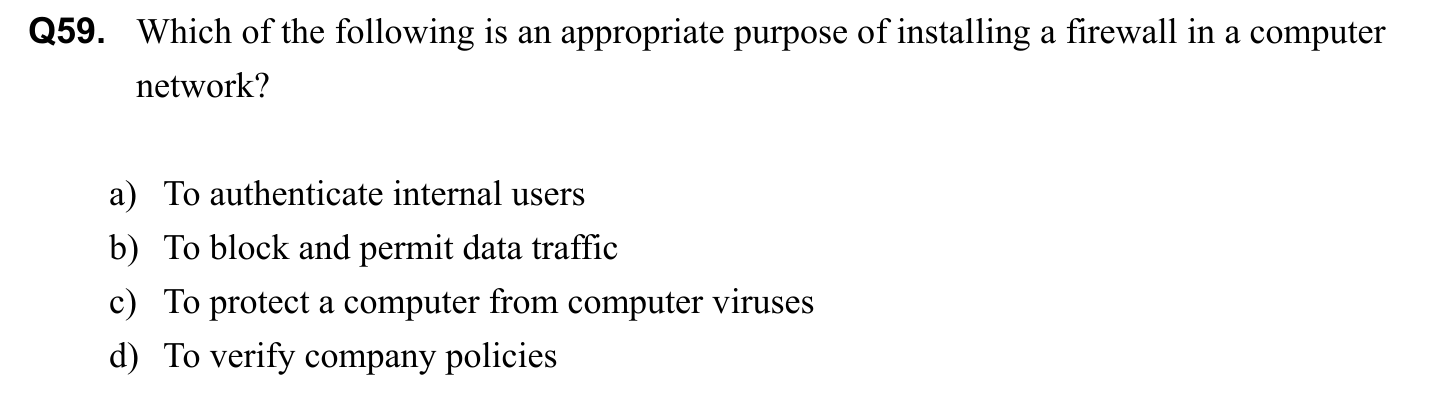 Q59. Which of the following is an appropriate purpose of installing a firewall in a computer
network?
a) To authenticate internal users
b) To block and permit data traffic
c) To protect a computer from computer viruses
d) To verify company policies